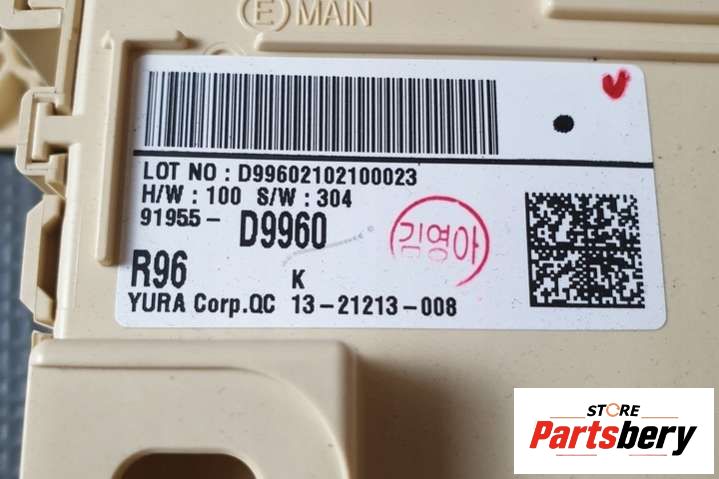 Ⓔ MAIN
LOT NO : D99602102100023
H/W : 100 S/W : 304
91955- D9960
김영아
R96 K
YURA Corp.QC 13-21213-008
STORE
Partsbery